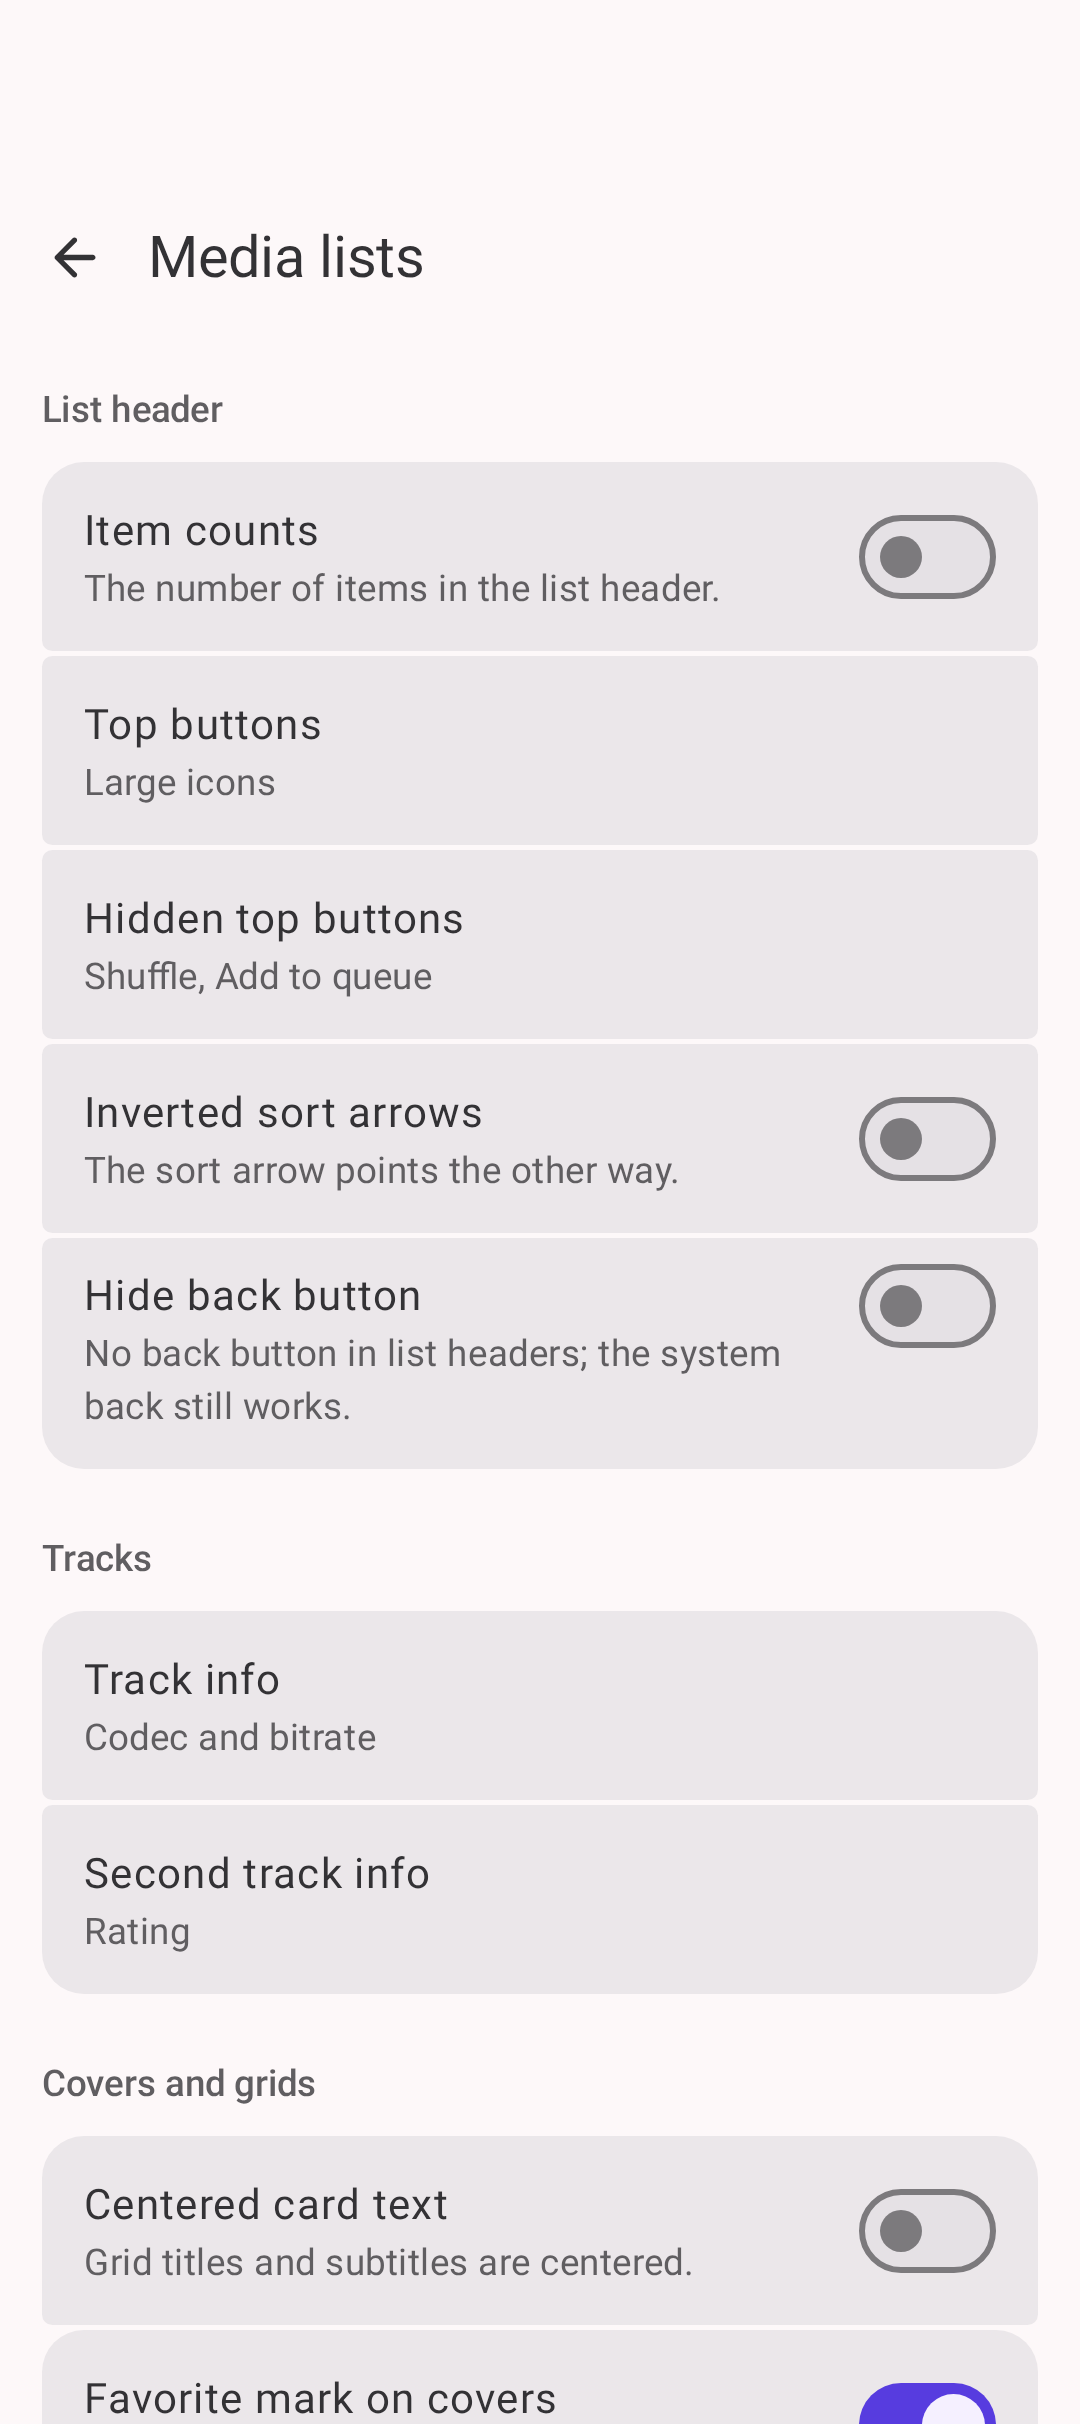 Media lists
List header
Item counts
The number of items in the list header.
Top buttons
Large icons
Hidden top buttons
Shuffle, Add to queue
Inverted sort arrows
The sort arrow points the other way.
Hide back button
No back button in list headers; the system
back still works.
Tracks
Track info
Codec and bitrate
Second track info
Rating
Covers and grids
Centered card text
Grid titles and subtitles are centered.
Favorite mark on covers